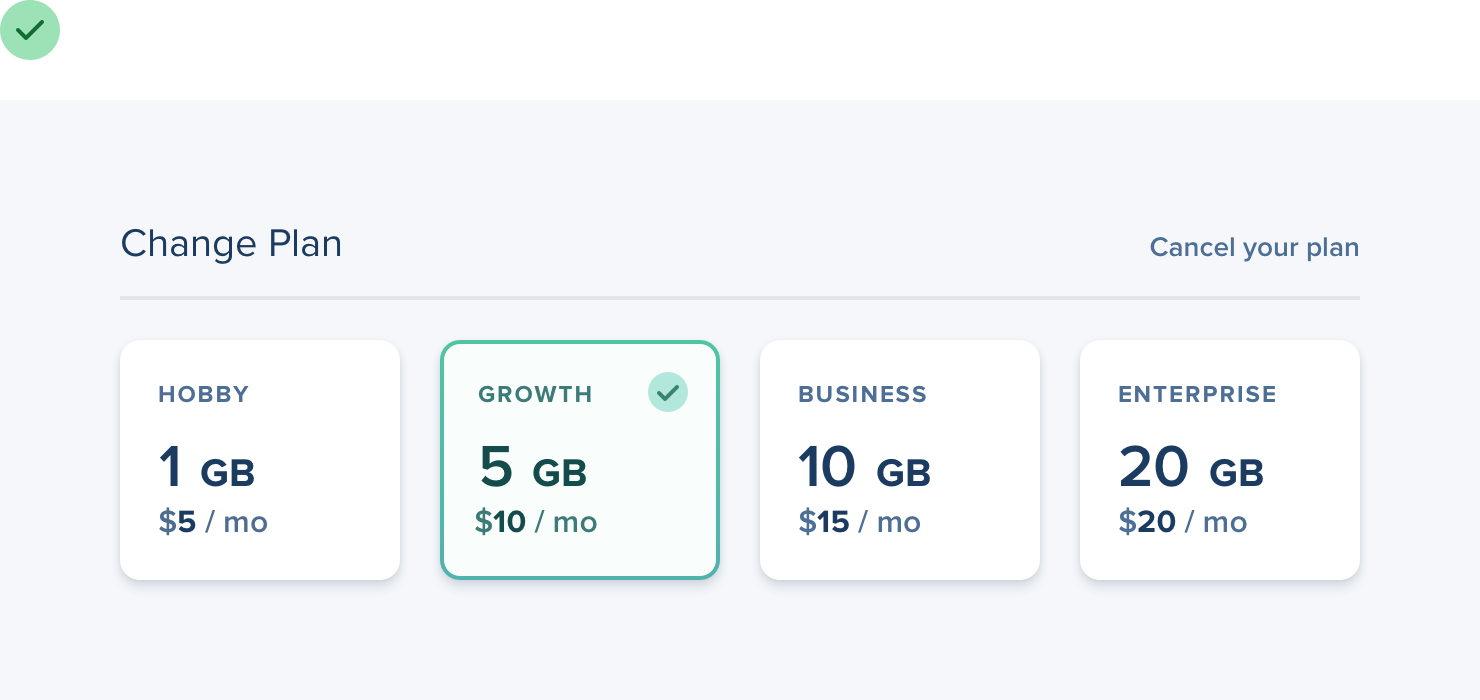 Change Plan
Cancel your plan
HOBBY
1 GB
$5 / mo
GROWTH
5 GB
$10 / mo
BUSINESS
10 GB
$15 / mo
ENTERPRISE
20 GB
$20 / mo